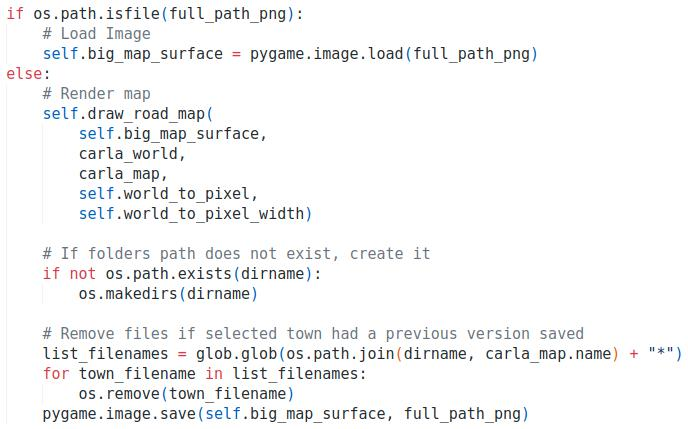 if os.path.isfile(full_path_png):
    # Load Image
    self.big_map_surface = pygame.image.load(full_path_png)
else:
    # Render map
    self.draw_road_map(
        self.big_map_surface,
        carla_world,
        carla_map,
        self.world_to_pixel,
        self.world_to_pixel_width)

    # If folders path does not exist, create it
    if not os.path.exists(dirname):
        os.makedirs(dirname)

    # Remove files if selected town had a previous version saved
    list_filenames = glob.glob(os.path.join(dirname, carla_map.name) + "*")
    for town_filename in list_filenames:
        os.remove(town_filename)
    pygame.image.save(self.big_map_surface, full_path_png)